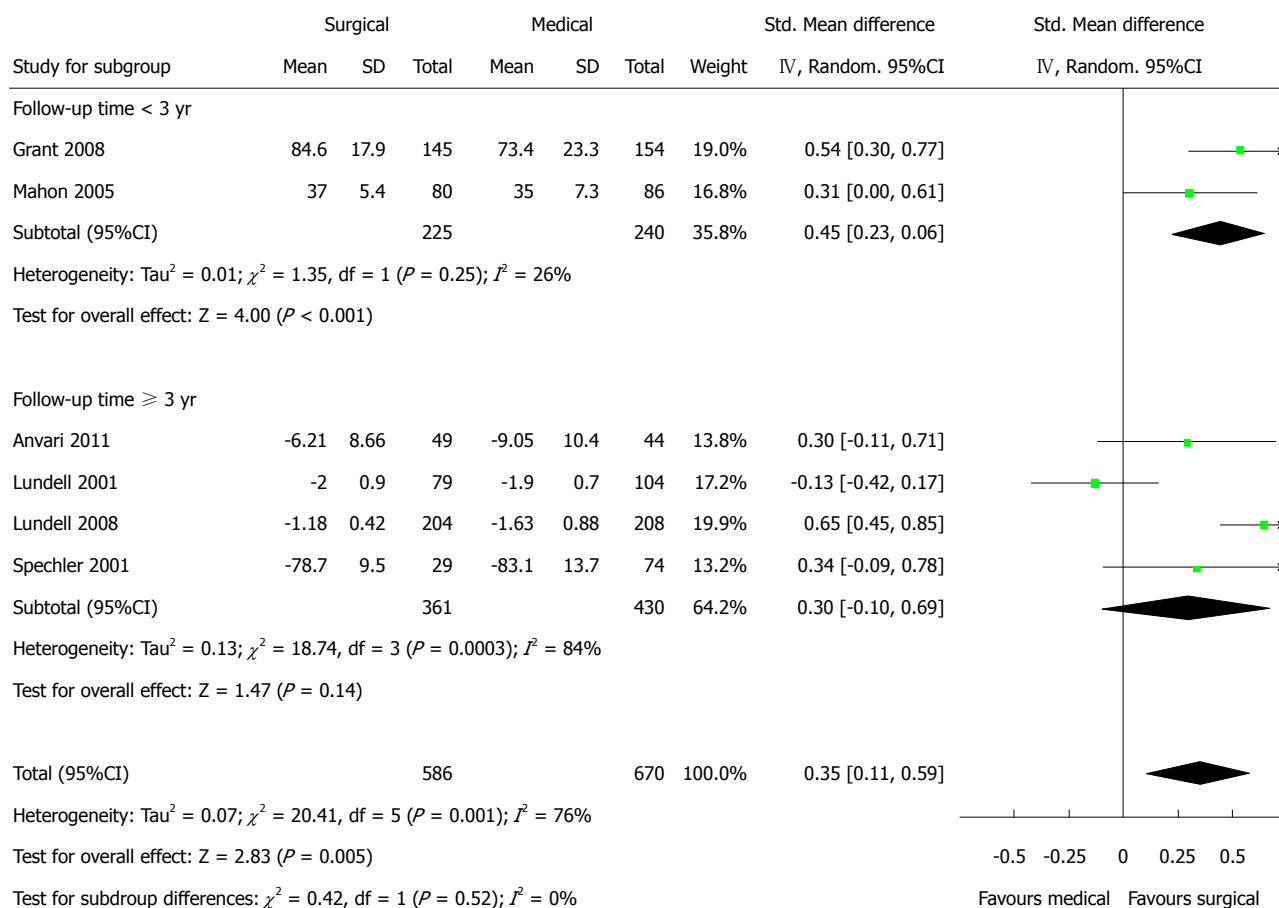 Surgical Medical Std. Mean difference Std. Mean difference
Study for subgroup Mean SD Total Mean SD Total Weight Ⅳ, Random. 95%CI Ⅳ, Random. 95%CI
Follow-up time < 3 yr
Grant 2008 84.6 17.9 145 73.4 23.3 154 19.0% 0.54 [0.30, 0.77]
Mahon 2005 37 5.4 80 35 7.3 86 16.8% 0.31 [0.00, 0.61]
Subtotal (95%CI) 225 240 35.8% 0.45 [0.23, 0.06]
Heterogeneity: Tau² = 0.01; χ² = 1.35, df = 1 (P = 0.25); I² = 26%
Test for overall effect: Z = 4.00 (P < 0.001)
Follow-up time ≥ 3 yr
Anvari 2011 -6.21 8.66 49 -9.05 10.4 44 13.8% 0.30 [-0.11, 0.71]
Lundell 2001 -2 0.9 79 -1.9 0.7 104 17.2% -0.13 [-0.42, 0.17]
Lundell 2008 -1.18 0.42 204 -1.63 0.88 208 19.9% 0.65 [0.45, 0.85]
Spechler 2001 -78.7 9.5 29 -83.1 13.7 74 13.2% 0.34 [-0.09, 0.78]
Subtotal (95%CI) 361 430 64.2% 0.30 [-0.10, 0.69]
Heterogeneity: Tau² = 0.13; χ² = 18.74, df = 3 (P = 0.0003); I² = 84%
Test for overall effect: Z = 1.47 (P = 0.14)
Total (95%CI) 586 670 100.0% 0.35 [0.11, 0.59]
Heterogeneity: Tau² = 0.07; χ² = 20.41, df = 5 (P = 0.001); I² = 76%
Test for overall effect: Z = 2.83 (P = 0.005) -0.5 -0.25 0 0.25 0.5
Test for subdroup differences: χ² = 0.42, df = 1 (P = 0.52); I² = 0% Favours medical Favours surgical